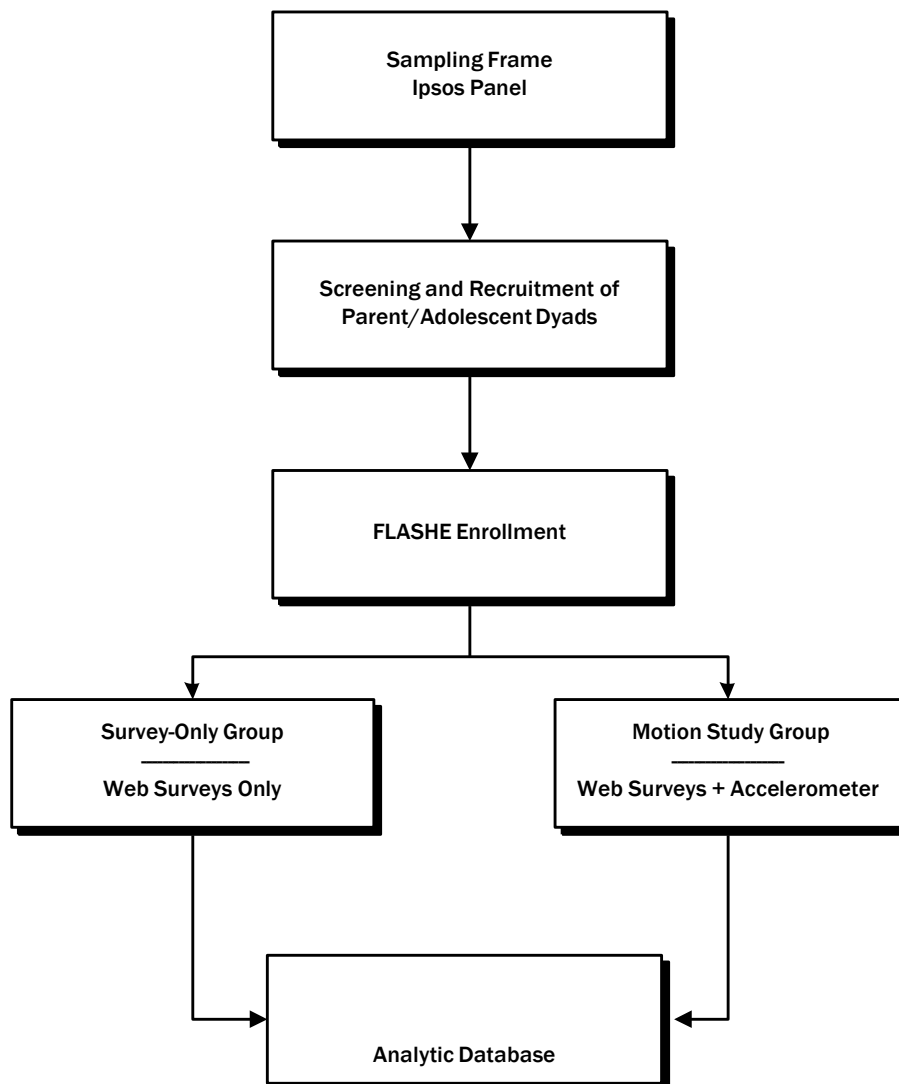 Sampling Frame
Ipsos Panel
Screening and Recruitment of
Parent/Adolescent Dyads
FLASHE Enrollment
Survey-Only Group
Web Surveys Only
Motion Study Group
Web Surveys + Accelerometer
Analytic Database